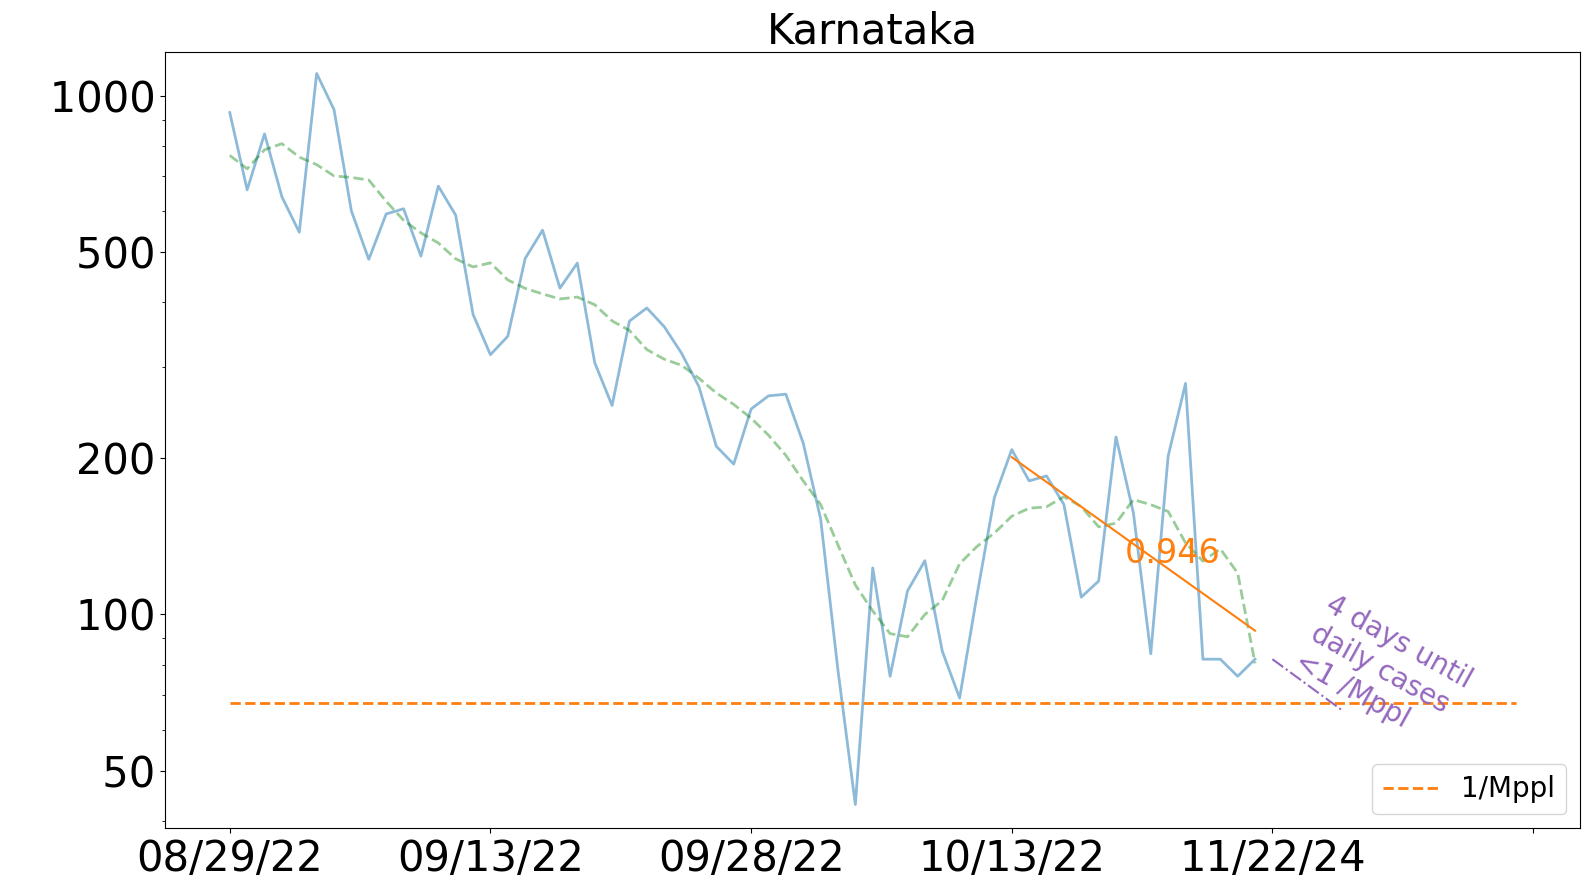 Karnataka
1000
500
200
100
50
0.946
4 days until
daily cases
<1 /Mppl
1/Mppl
08/29/22 09/13/22 09/28/22 10/13/22 11/22/24